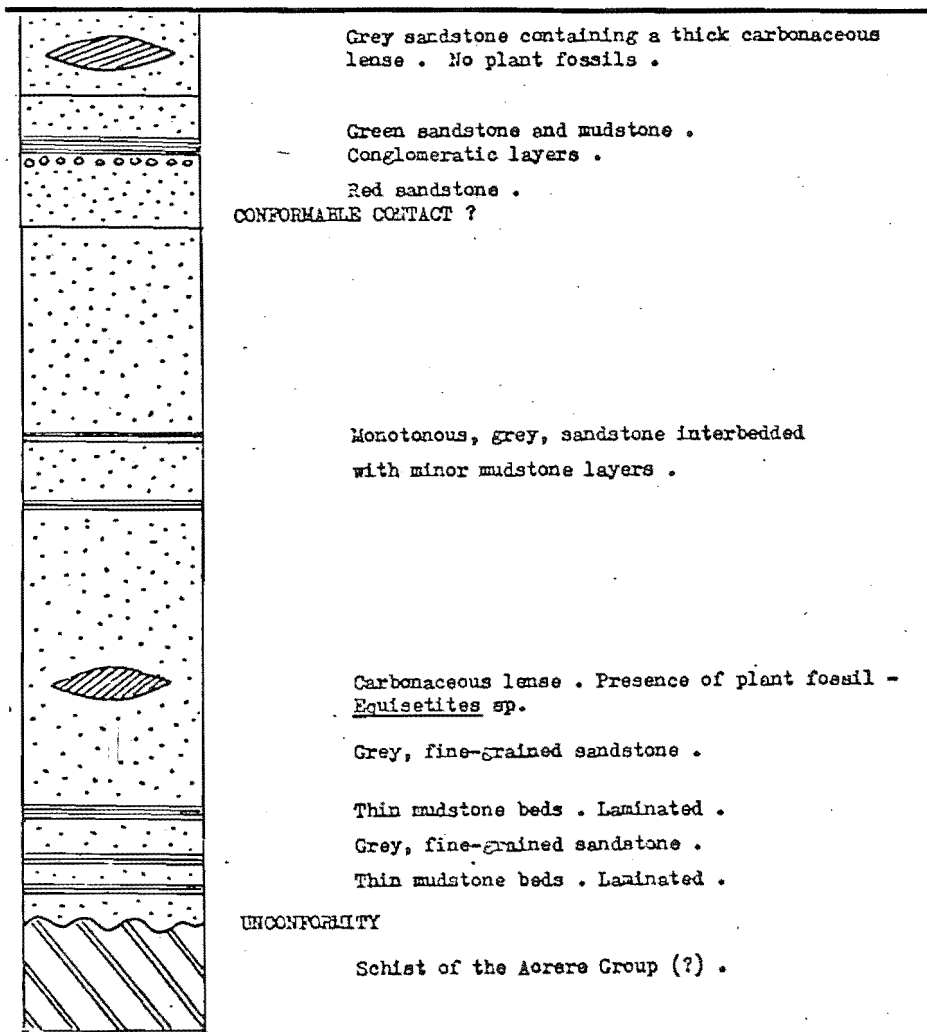 Grey sandstone containing a thick carbonaceous
lense . No plant fossils .
Green sandstone and mudstone .
Conglomeratic layers .
Red sandstone .
CONFORMABLE CONTACT ?
Monotonous, grey, sandstone interbedded
with minor mudstone layers .
Carbonaceous lense . Presence of plant fossil -
Equisetites sp.
Grey, fine-grained sandstone .
Thin mudstone beds . Laminated .
Grey, fine-grained sandstone .
Thin mudstone beds . Laminated .
UNCONFORMITY
Schist of the Aorere Group (?) .